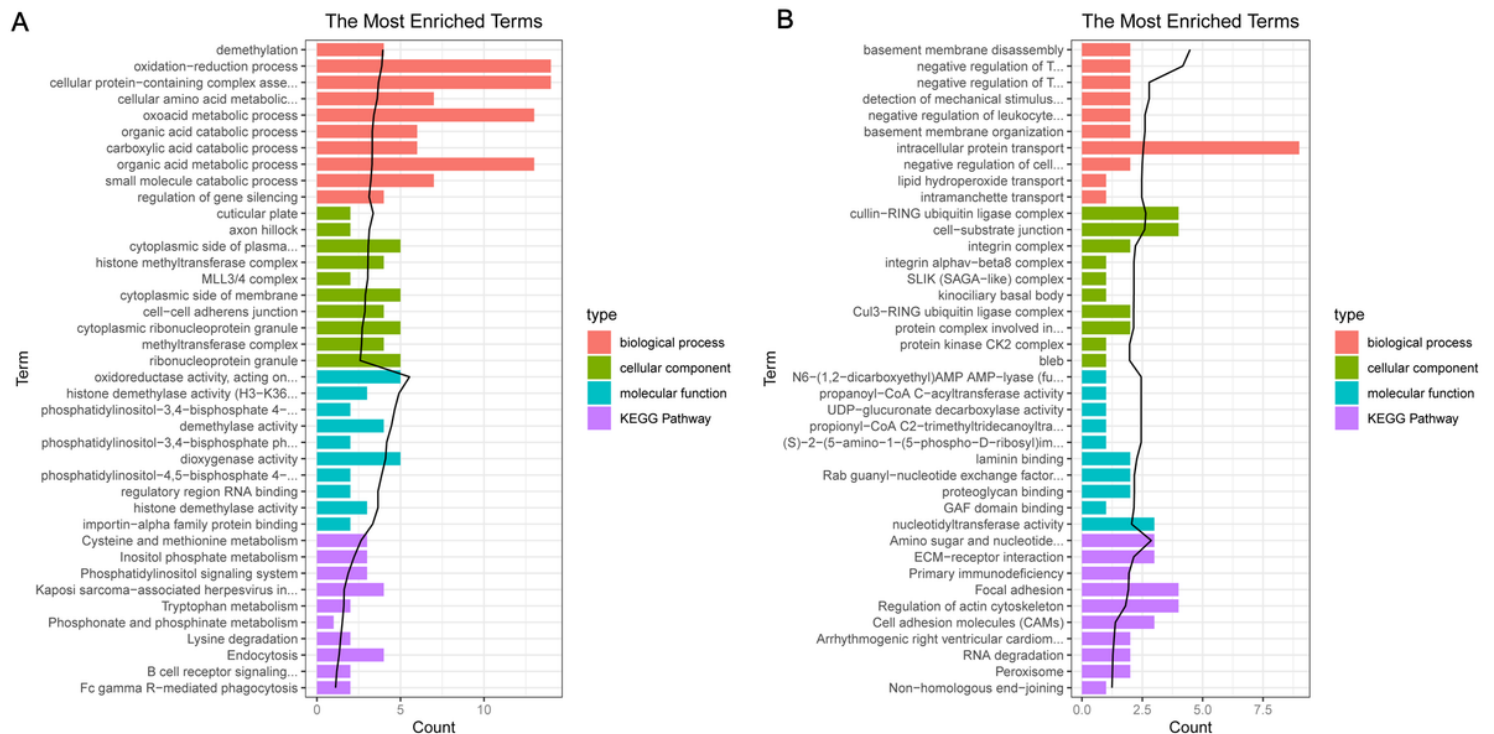 A
The Most Enriched Terms
Term
demethylation
oxidation−reduction process
cellular protein−containing complex asse...
cellular amino acid metabolic...
oxoacid metabolic process
organic acid catabolic process
carboxylic acid catabolic process
organic acid metabolic process
small molecule catabolic process
regulation of gene silencing
cuticular plate
axon hillock
cytoplasmic side of plasma...
histone methyltransferase complex
MLL3/4 complex
cytoplasmic side of membrane
cell−cell adherens junction
cytoplasmic ribonucleoprotein granule
methyltransferase complex
ribonucleoprotein granule
oxidoreductase activity, acting on...
histone demethylase activity (H3−K36...
phosphatidylinositol−3,4−bisphosphate 4−...
demethylase activity
phosphatidylinositol−3,4−bisphosphate ph...
dioxygenase activity
phosphatidylinositol−4,5−bisphosphate 4−...
regulatory region RNA binding
histone demethylase activity
importin−alpha family protein binding
Cysteine and methionine metabolism
Inositol phosphate metabolism
Phosphatidylinositol signaling system
Kaposi sarcoma−associated herpesvirus in...
Tryptophan metabolism
Phosphonate and phosphinate metabolism
Lysine degradation
Endocytosis
B cell receptor signaling...
Fc gamma R−mediated phagocytosis
0 5 10
Count
type
biological process
cellular component
molecular function
KEGG Pathway
B
The Most Enriched Terms
Term
basement membrane disassembly
negative regulation of T...
negative regulation of T...
detection of mechanical stimulus...
negative regulation of leukocyte...
basement membrane organization
intracellular protein transport
negative regulation of cell...
lipid hydroperoxide transport
intramanchette transport
cullin−RING ubiquitin ligase complex
cell−substrate junction
integrin complex
integrin alphav−beta8 complex
SLIK (SAGA−like) complex
kinociliary basal body
Cul3−RING ubiquitin ligase complex
protein complex involved in...
protein kinase CK2 complex
bleb
N6−(1,2−dicarboxyethyl)AMP AMP−lyase (fu...
propanoyl−CoA C−acyltransferase activity
UDP−glucuronate decarboxylase activity
propionyl−CoA C2−trimethyltridecanoyltra...
(S)−2−(5−amino−1−(5−phospho−D−ribosyl)im...
laminin binding
Rab guanyl−nucleotide exchange factor...
proteoglycan binding
GAF domain binding
nucleotidyltransferase activity
Amino sugar and nucleotide...
ECM−receptor interaction
Primary immunodeficiency
Focal adhesion
Regulation of actin cytoskeleton
Cell adhesion molecules (CAMs)
Arrhythmogenic right ventricular cardiom...
RNA degradation
Peroxisome
Non−homologous end−joining
0.0 2.5 5.0 7.5
Count
type
biological process
cellular component
molecular function
KEGG Pathway